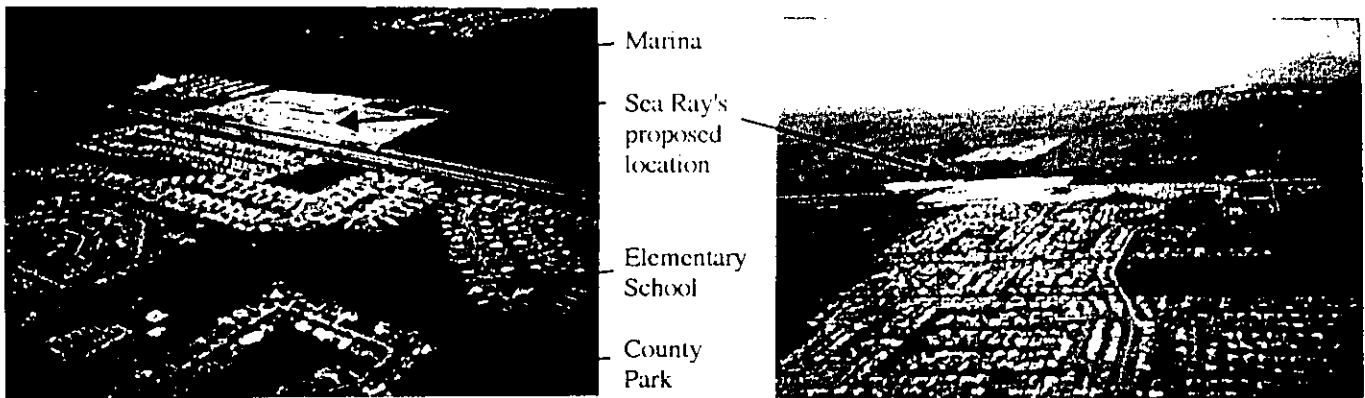 Marina
Sea Ray's
proposed
location
Elementary
School
County
Park